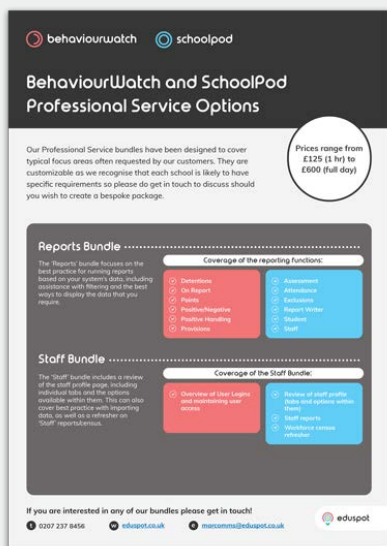 behaviourwatch schoolpod
BehaviourWatch and SchoolPod
Professional Service Options
Our Professional Service bundles have been designed to cover
typical focus areas often requested by our customers. They are
customizable as we recognise that each school is likely to have
specific requirements so please do get in touch to discuss should
you wish to create a bespoke package.
Prices range from
£125 (1 hr) to
£600 (full day)
Reports Bundle
The 'Reports' bundle focuses on the
best practice for running reports
based on your system's data, including
assistance with filtering and the best
ways to display the data that you
require.
Coverage of the reporting functions:
Detentions
On Report
Points
Positive/Negative
Positive Handling
Provisions
Assessment
Attendance
Exclusions
Report Writer
Student
Staff
Staff Bundle
The 'Staff' bundle includes a review
of the staff profile page, including
individual tabs and the options
available within them. This can also
cover best practice with importing
data, as well as a refresher on
'Staff' reports/census.
Coverage of the Staff Bundle:
Overview of User Logins
and maintaining user
access
Review of staff profile
(tabs and options within
them)
Staff reports
Workforce census
refresher
If you are interested in any of our bundles please get in touch!
t 0207 237 8456 w eduspot.co.uk e marcomms@eduspot.co.uk
eduspot